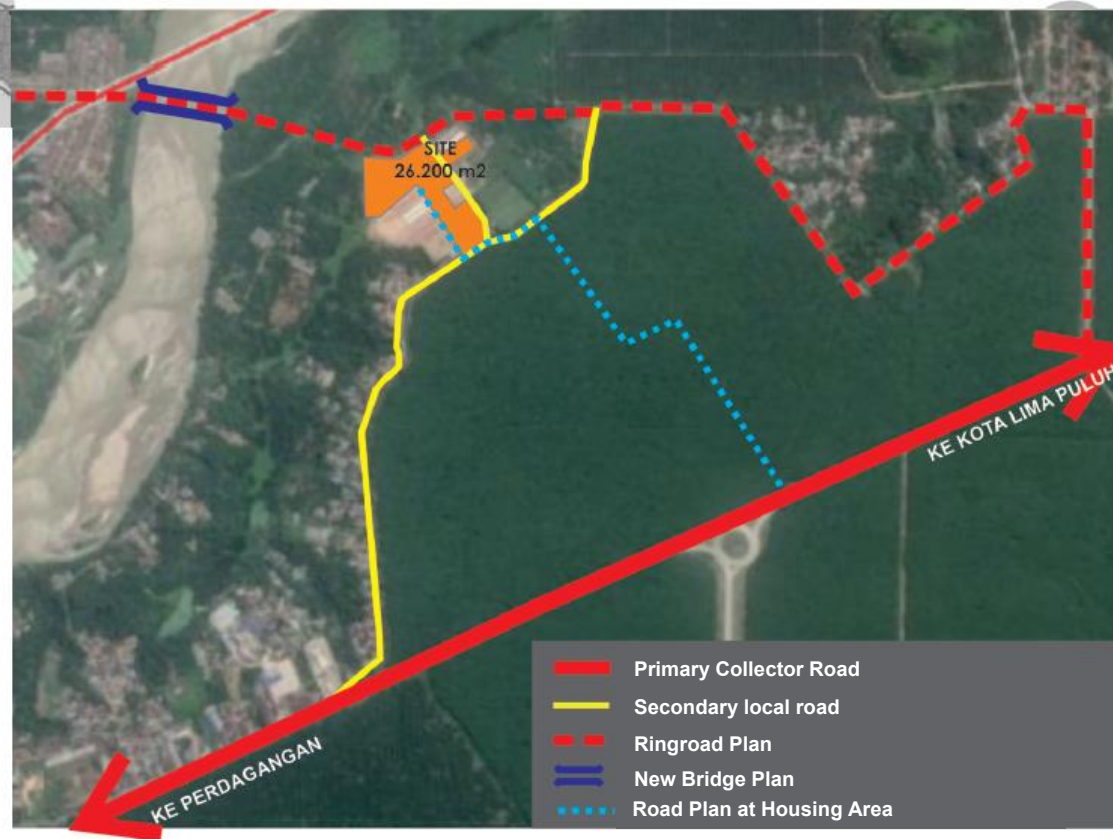 SITE
26.200 m2
KE KOTA LIMA PULUH
KE PERDAGANGAN
Primary Collector Road
Secondary local road
Ringroad Plan
New Bridge Plan
Road Plan at Housing Area